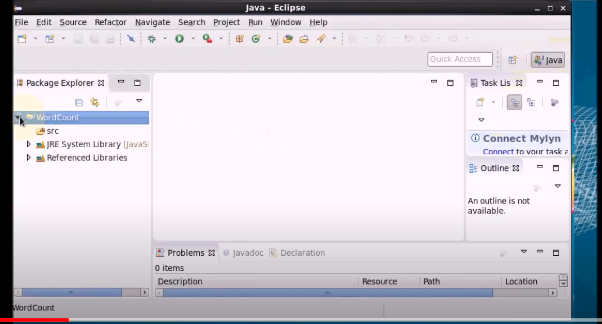 Java - Eclipse
File Edit Source Refactor Navigate Search Project Run Window Help
Quick Access
Java
Package Explorer
WordCount
src
JRE System Library [JavaS
Referenced Libraries
Task Lis
Connect Mylyn
Connect to your task a
Outline
An outline is not
available.
Problems Javadoc Declaration
0 items
Description Resource Path Location
WordCount